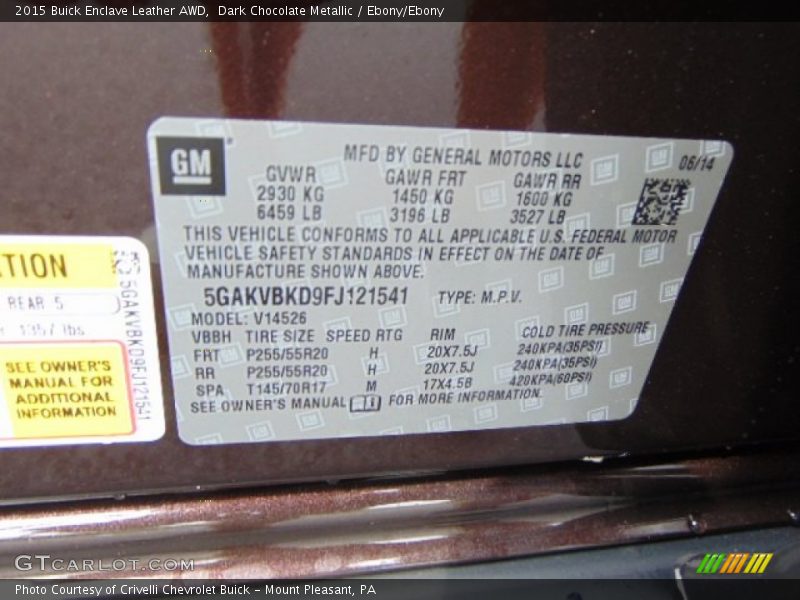 2015 Buick Enclave Leather AWD,  Dark Chocolate Metallic / Ebony/Ebony
GM
MFD BY GENERAL MOTORS LLC
06/14
GVWR GAWR FRT GAWR RR
2930 KG 1450 KG 1600 KG
6459 LB 3196 LB 3527 LB
THIS VEHICLE CONFORMS TO ALL APPLICABLE U.S. FEDERAL MOTOR
VEHICLE SAFETY STANDARDS IN EFFECT ON THE DATE OF
MANUFACTURE SHOWN ABOVE.
5GAKVBKD9FJ121541 TYPE: M.P.V.
MODEL: V14526
VBBH TIRE SIZE SPEED RTG RIM COLD TIRE PRESSURE
FRT P255/55R20 H 20X7.5J 240KPA(35PSI)
RR P255/55R20 H 20X7.5J 240KPA(35PSI)
SPA T145/70R17 M 17X4.5B 420KPA(60PSI)
SEE OWNER'S MANUAL FOR MORE INFORMATION.
TION
REAR 5
1357 lbs
SEE OWNER'S
MANUAL FOR
ADDITIONAL
INFORMATION
5GAKVBKD9FJ121541
GTCARLOT.COM
Photo Courtesy of Crivelli Chevrolet Buick – Mount Pleasant, PA